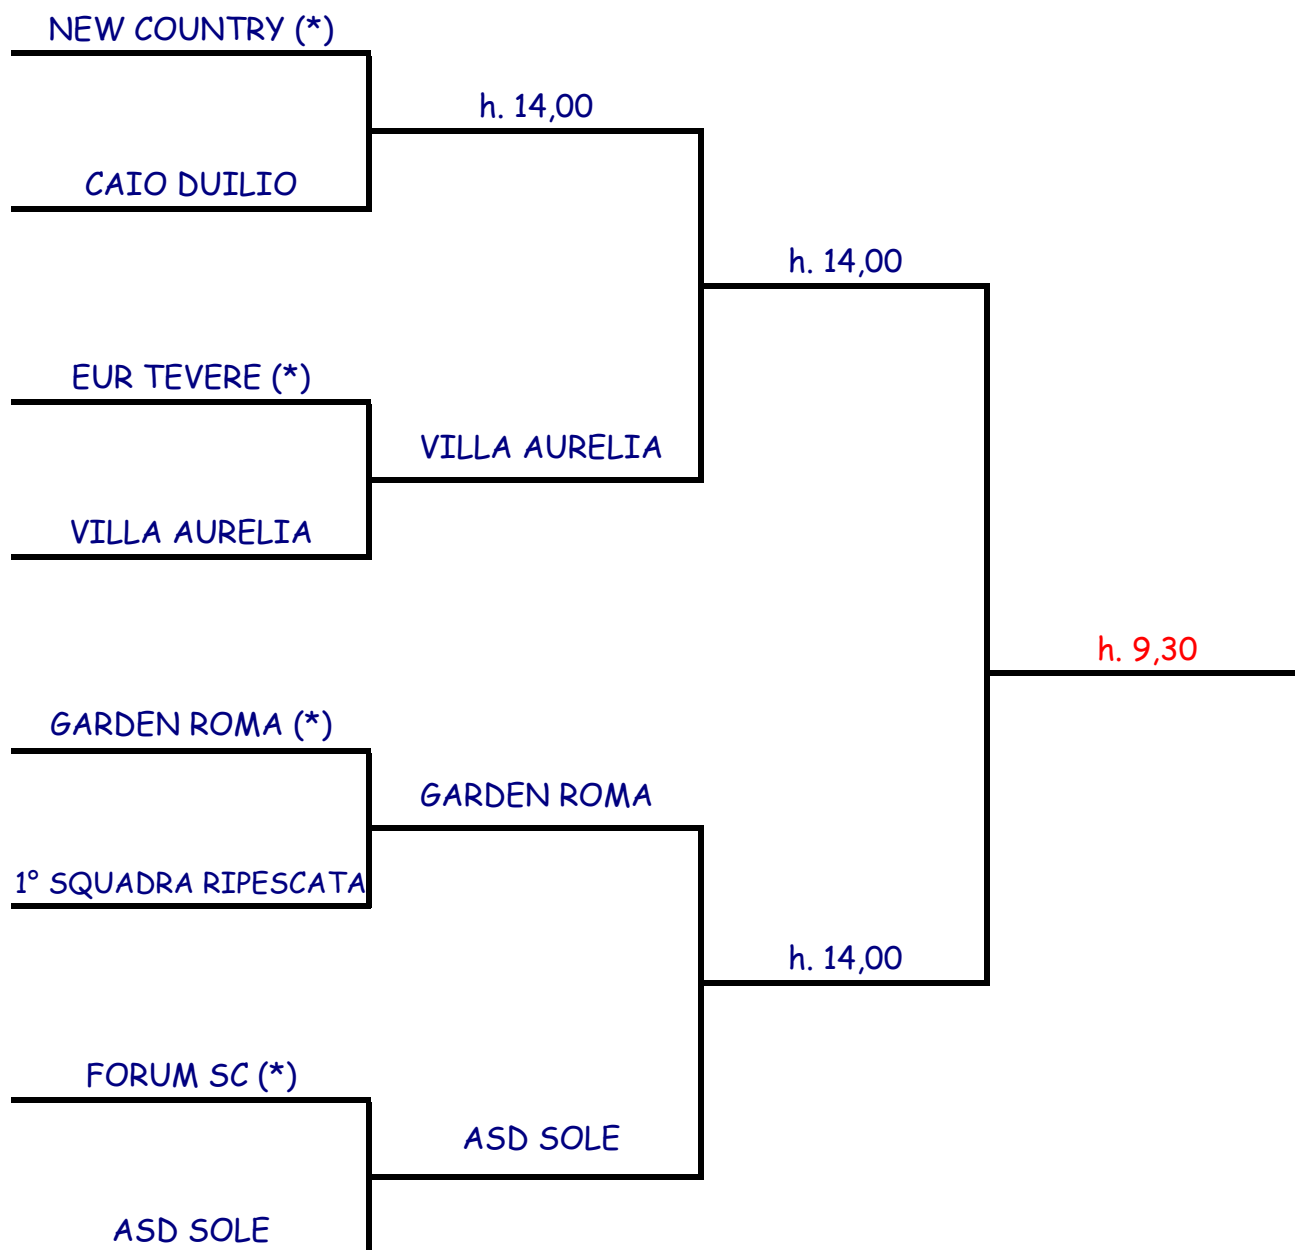 NEW COUNTRY (*)
h. 14,00
CAIO DUILIO
h. 14,00
EUR TEVERE (*)
VILLA AURELIA
VILLA AURELIA
h. 9,30
GARDEN ROMA (*)
GARDEN ROMA
1° SQUADRA RIPESCATA
h. 14,00
FORUM SC (*)
ASD SOLE
ASD SOLE